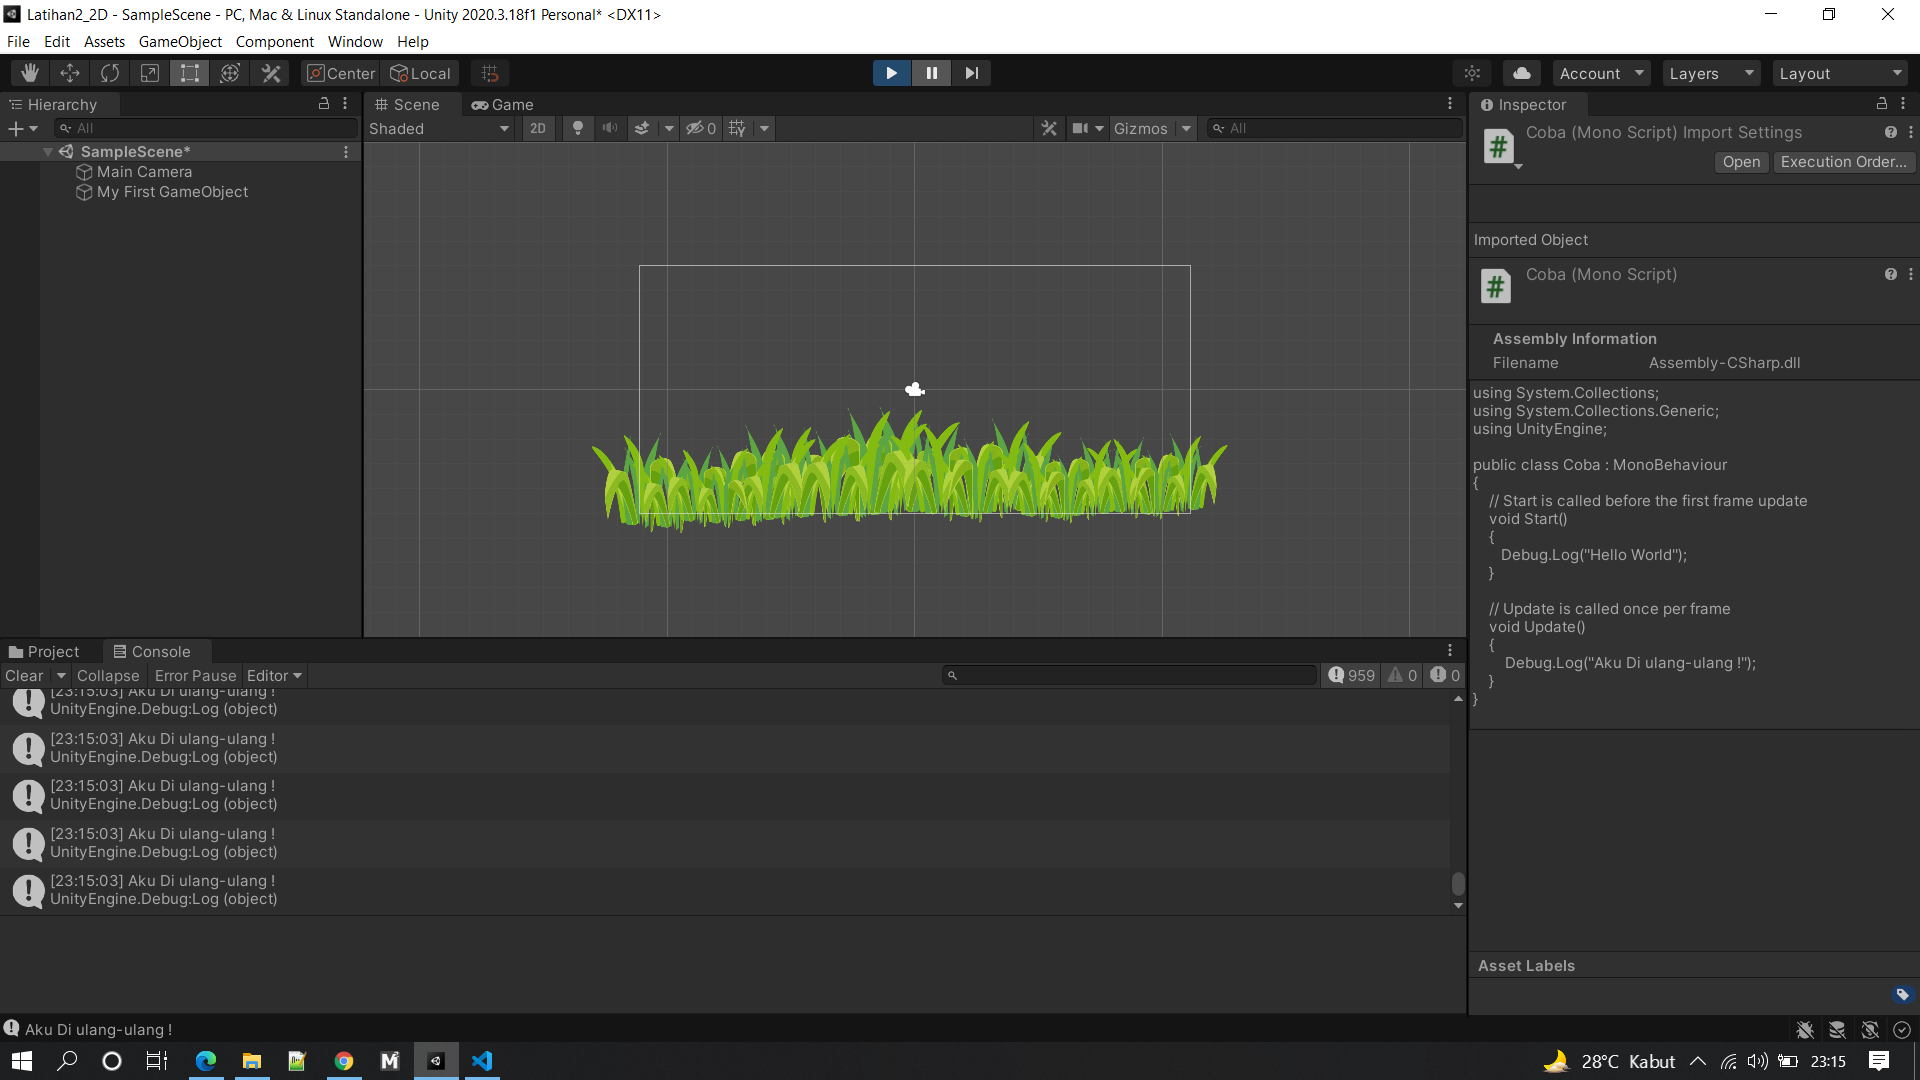 Latihan2_2D - SampleScene - PC, Mac & Linux Standalone - Unity 2020.3.18f1 Personal* <DX11>
File Edit Assets GameObject Component Window Help
Center Local Account Layers Layout
Hierarchy
All
SampleScene*
Main Camera
My First GameObject
Scene Game
Shaded 2D 0 Gizmos All
Inspector
Coba (Mono Script) Import Settings
Open Execution Order...
Imported Object
Coba (Mono Script)
Assembly Information
Filename Assembly-CSharp.dll
using System.Collections;
using System.Collections.Generic;
using UnityEngine;
public class Coba : MonoBehaviour
{
// Start is called before the first frame update
void Start()
{
Debug.Log("Hello World");
}
// Update is called once per frame
void Update()
{
Debug.Log("Aku Di ulang-ulang !");
}
}
Asset Labels
Project Console
Clear Collapse Error Pause Editor 959 0 0
[23:15:03] Aku Di ulang-ulang !
UnityEngine.Debug:Log (object)
[23:15:03] Aku Di ulang-ulang !
UnityEngine.Debug:Log (object)
[23:15:03] Aku Di ulang-ulang !
UnityEngine.Debug:Log (object)
[23:15:03] Aku Di ulang-ulang !
UnityEngine.Debug:Log (object)
[23:15:03] Aku Di ulang-ulang !
UnityEngine.Debug:Log (object)
Aku Di ulang-ulang !
28°C Kabut 23:15